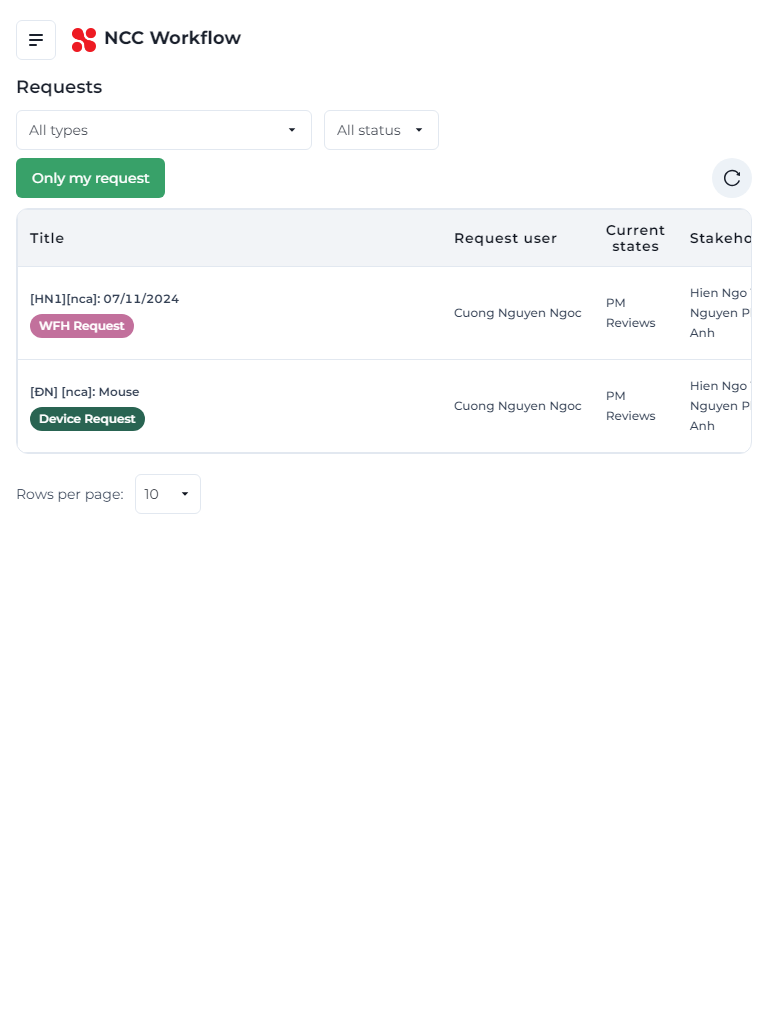 NCC Workflow
Requests
All types
All status
Only my request
Title
Request user
Current
states
Stakeho
[HN1][nca]: 07/11/2024
WFH Request
Cuong Nguyen Ngoc
PM
Reviews
Hien Ngo
Nguyen P
Anh
[ĐN] [nca]: Mouse
Device Request
Cuong Nguyen Ngoc
PM
Reviews
Hien Ngo
Nguyen P
Anh
Rows per page:
10